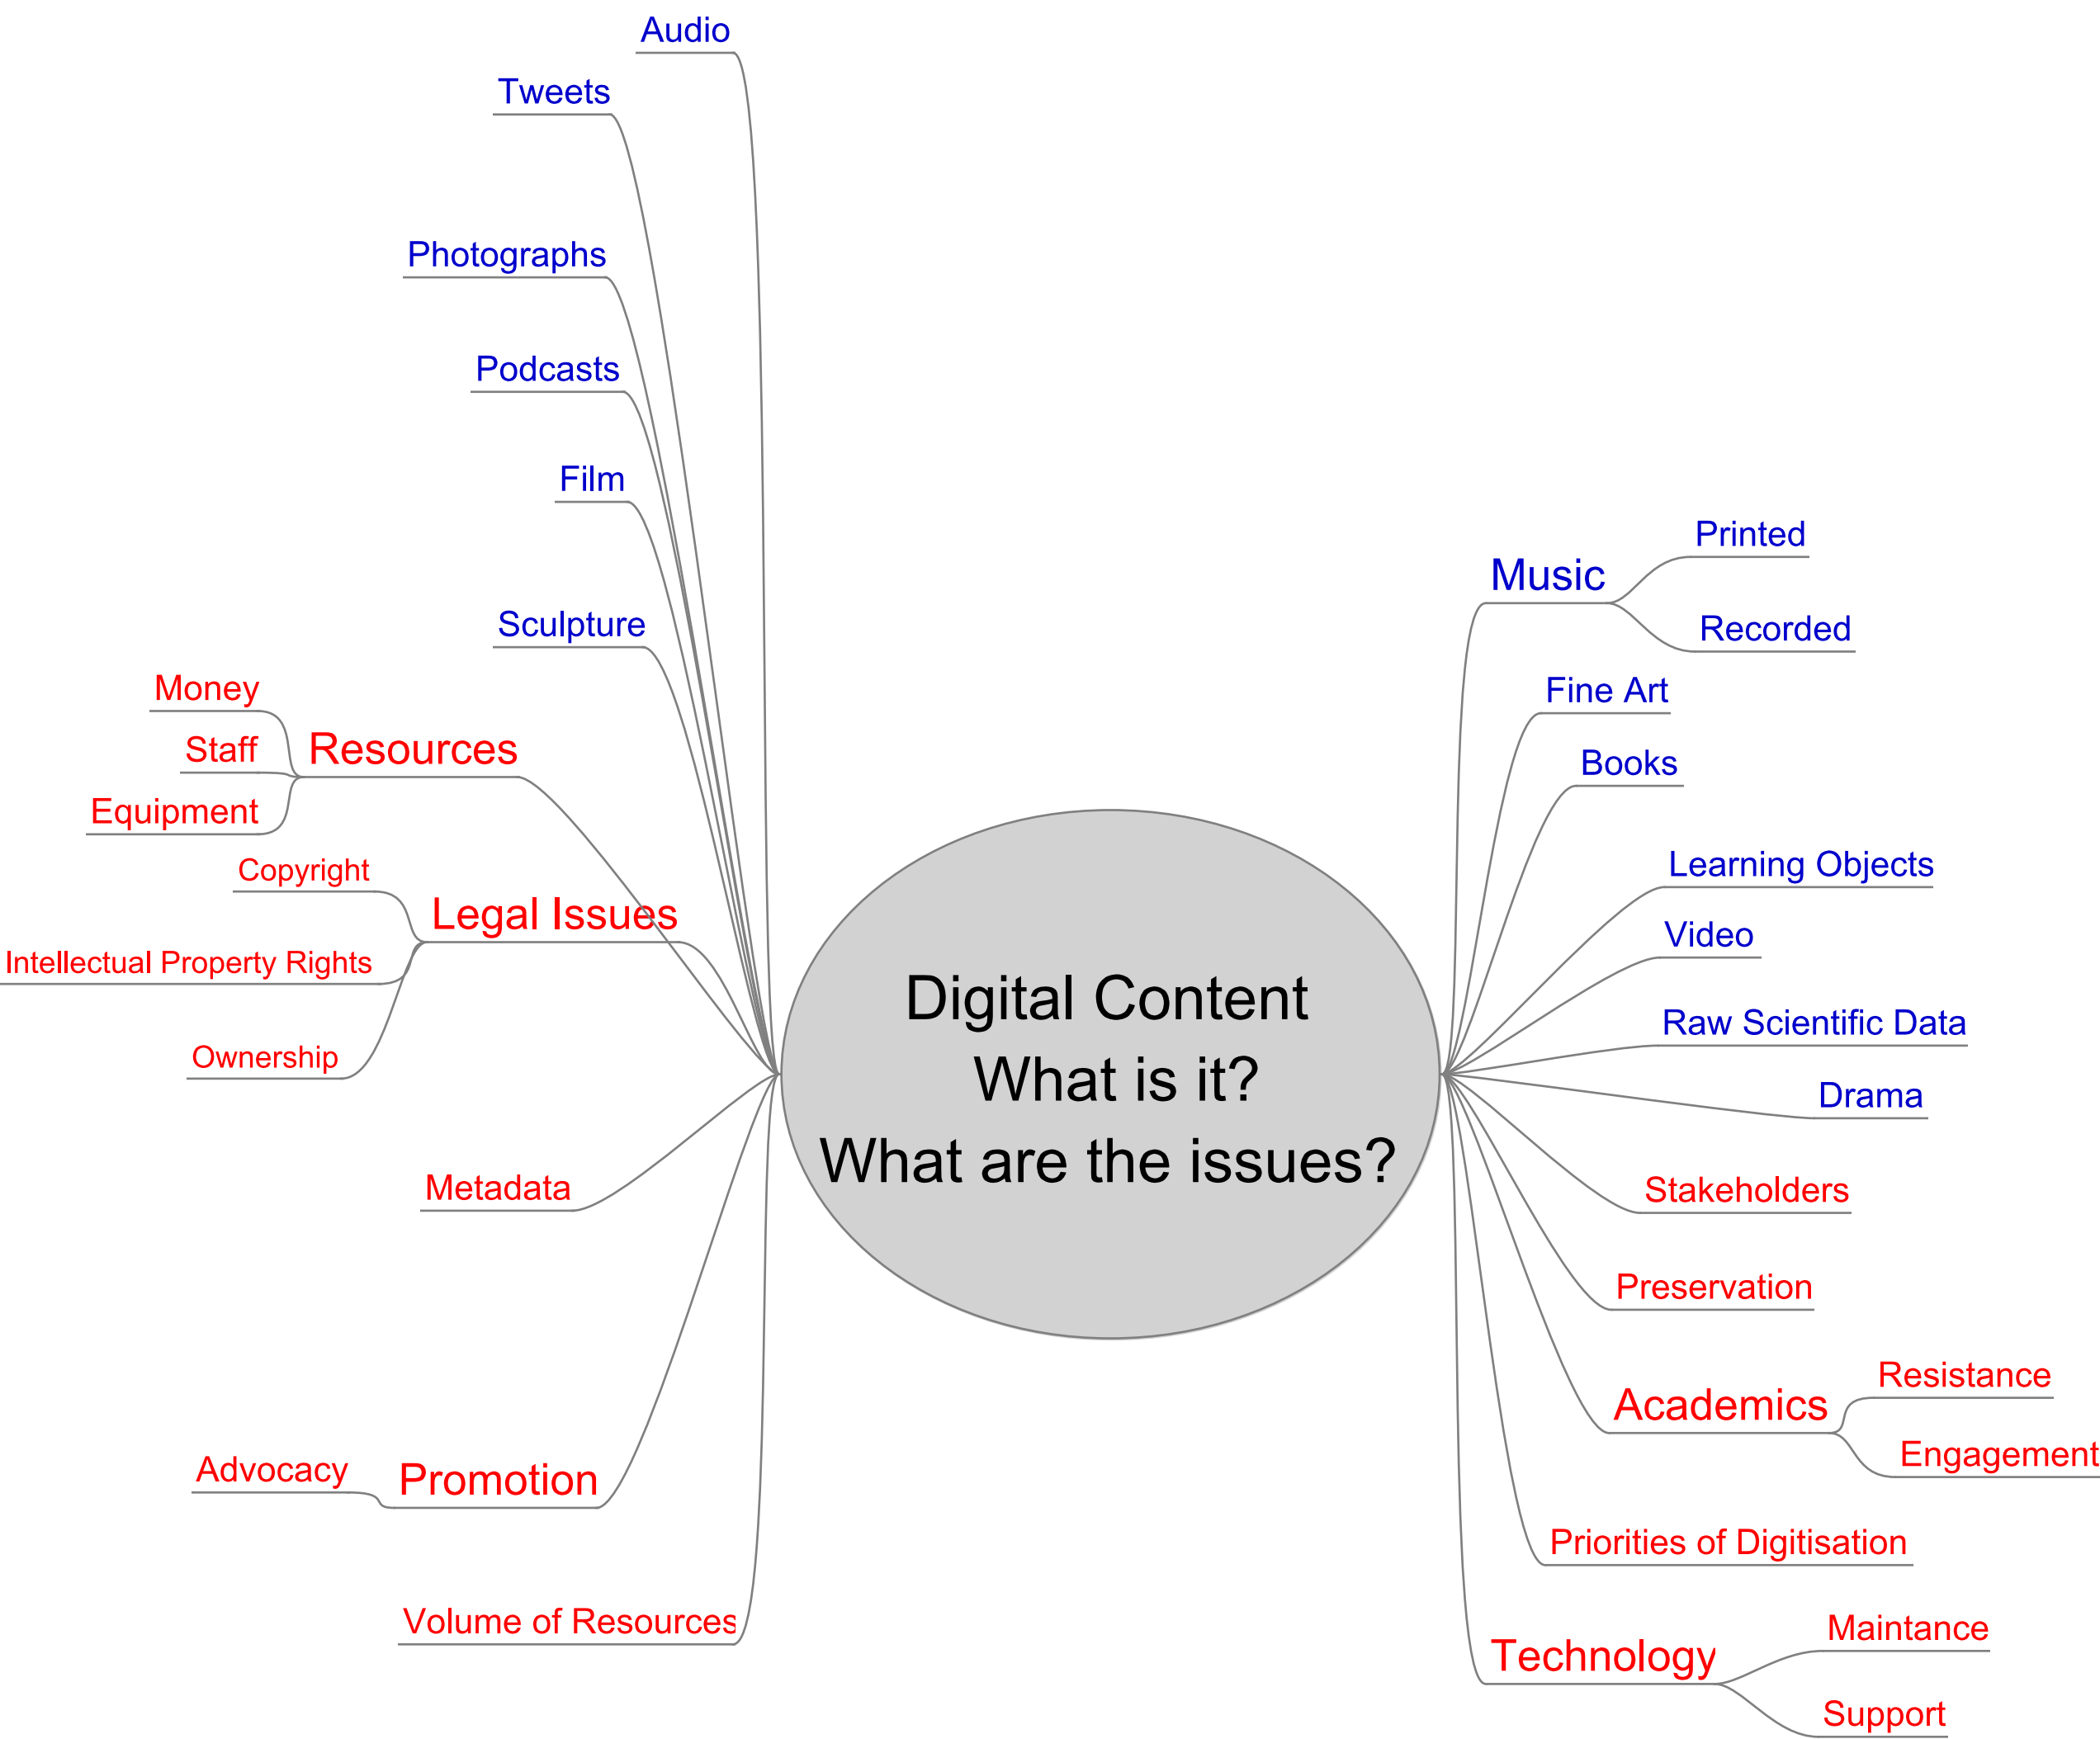 Audio
Tweets
Photographs
Podcasts
Film
Sculpture
Money
Staff
Equipment
Resources
Copyright
Intellectual Property Rights
Ownership
Legal Issues
Metadata
Advocacy
Promotion
Volume of Resources
Digital Content
What is it?
What are the issues?
Music
Printed
Recorded
Fine Art
Books
Learning Objects
Video
Raw Scientific Data
Drama
Stakeholders
Preservation
Academics
Resistance
Engagement
Priorities of Digitisation
Technology
Maintance
Support